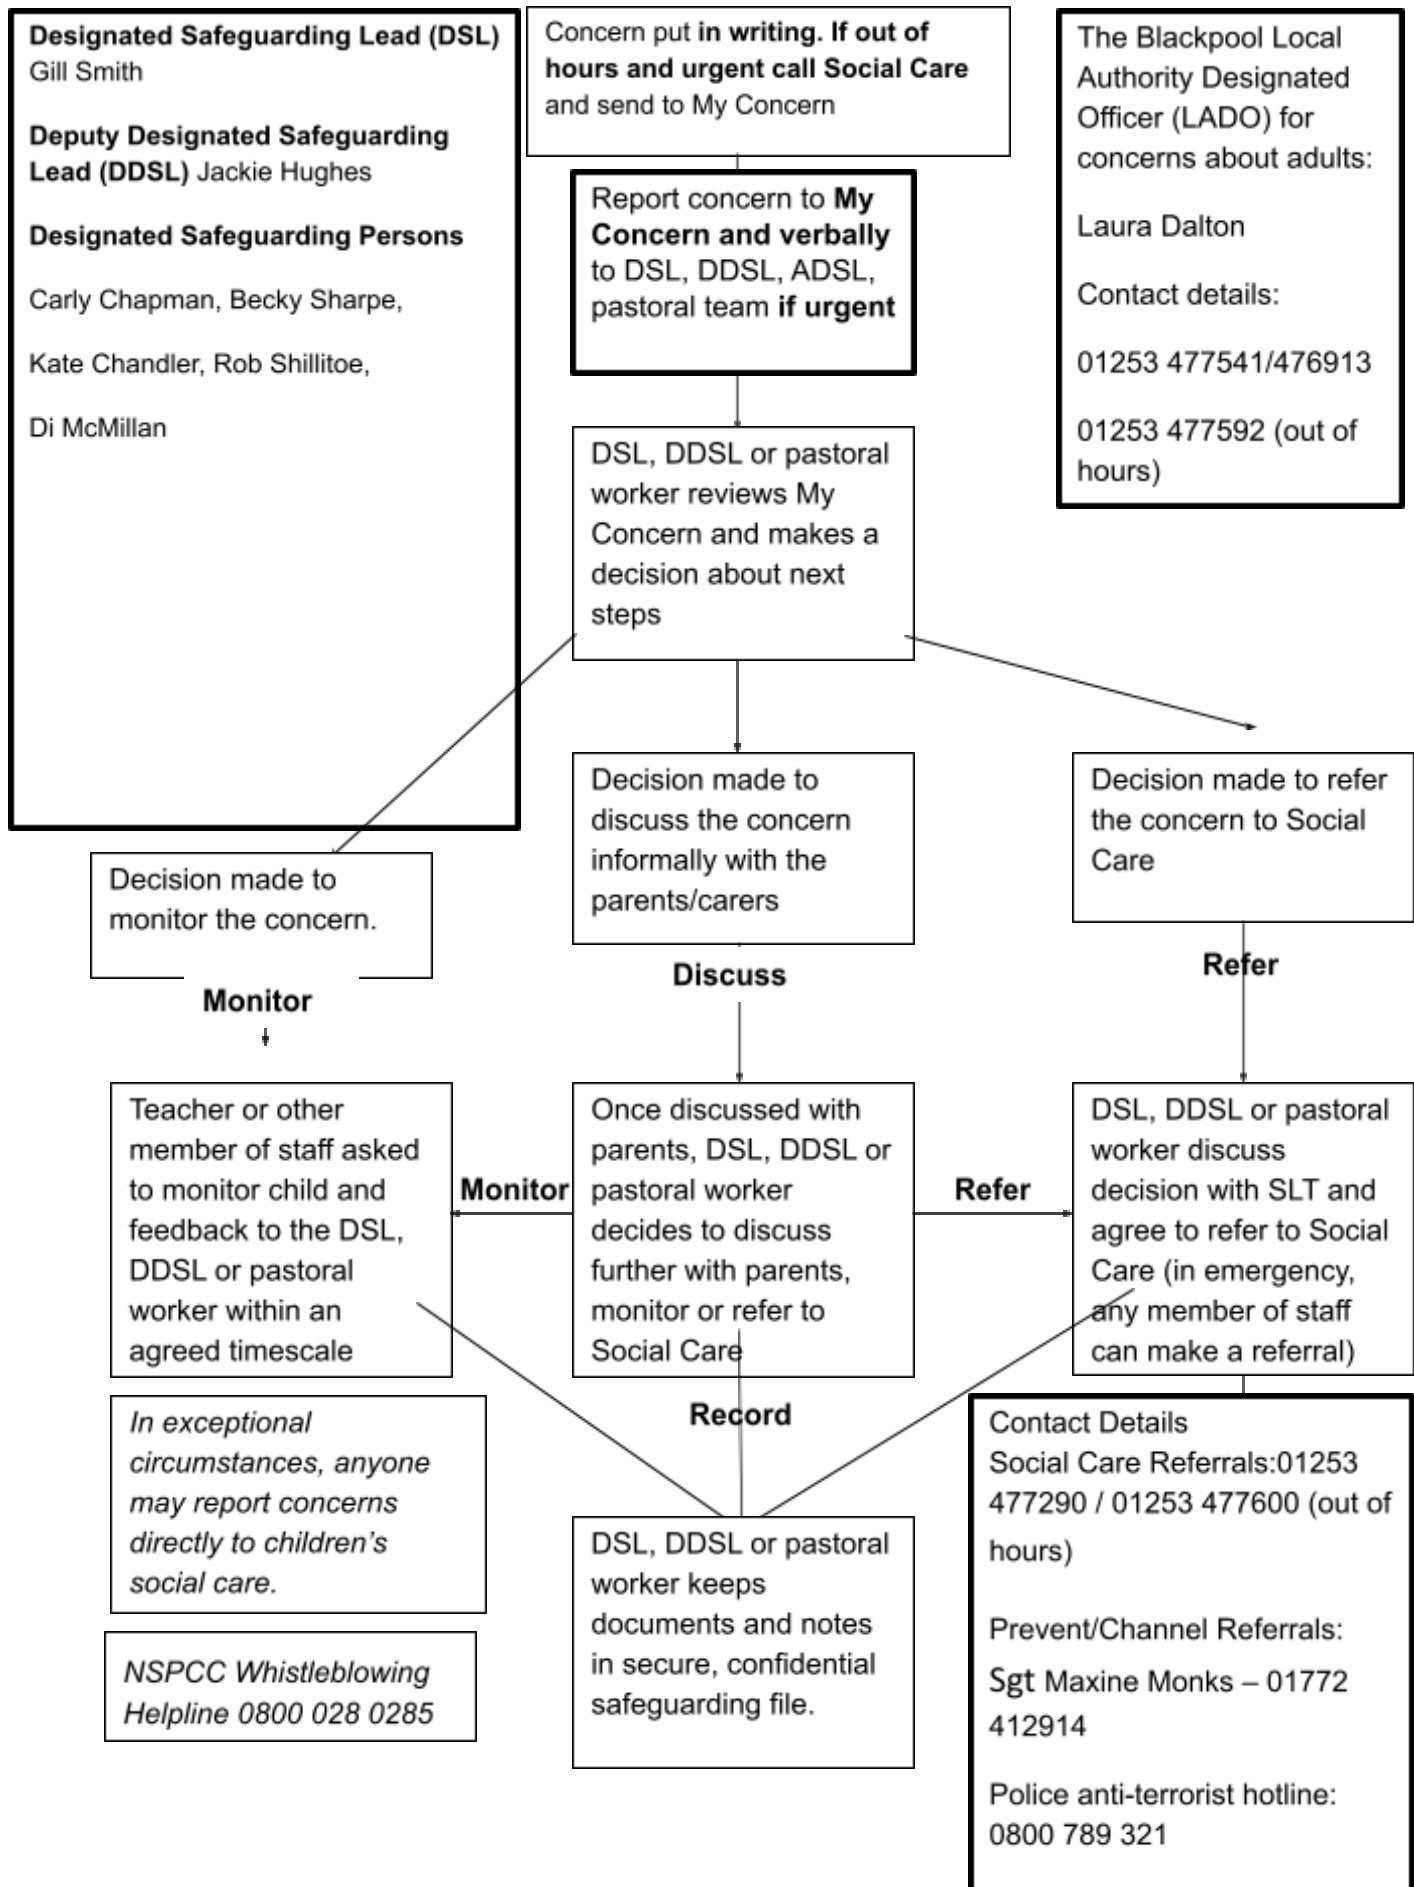 Designated Safeguarding Lead (DSL)
Gill Smith
Deputy Designated Safeguarding
Lead (DDSL) Jackie Hughes
Designated Safeguarding Persons
Carly Chapman, Becky Sharpe,
Kate Chandler, Rob Shillitoe,
Di McMillan
Concern put in writing. If out of
hours and urgent call Social Care
and send to My Concern
The Blackpool Local
Authority Designated
Officer (LADO) for
concerns about adults:
Laura Dalton
Contact details:
01253 477541/476913
01253 477592 (out of
hours)
Report concern to My
Concern and verbally
to DSL, DDSL, ADSL,
pastoral team if urgent
DSL, DDSL or pastoral
worker reviews My
Concern and makes a
decision about next
steps
Decision made to
monitor the concern.
Decision made to
discuss the concern
informally with the
parents/carers
Decision made to refer
the concern to Social
Care
Monitor
Discuss
Refer
Teacher or other
member of staff asked
to monitor child and
feedback to the DSL,
DDSL or pastoral
worker within an
agreed timescale
Monitor
Once discussed with
parents, DSL, DDSL or
pastoral worker
decides to discuss
further with parents,
monitor or refer to
Social Care
Refer
DSL, DDSL or pastoral
worker discuss
decision with SLT and
agree to refer to Social
Care (in emergency,
any member of staff
can make a referral)
Record
In exceptional
circumstances, anyone
may report concerns
directly to children's
social care.
NSPCC Whistleblowing
Helpline 0800 028 0285
DSL, DDSL or pastoral
worker keeps
documents and notes
in secure, confidential
safeguarding file.
Contact Details
Social Care Referrals:01253
477290 / 01253 477600 (out of
hours)
Prevent/Channel Referrals:
Sgt Maxine Monks – 01772
412914
Police anti-terrorist hotline:
0800 789 321